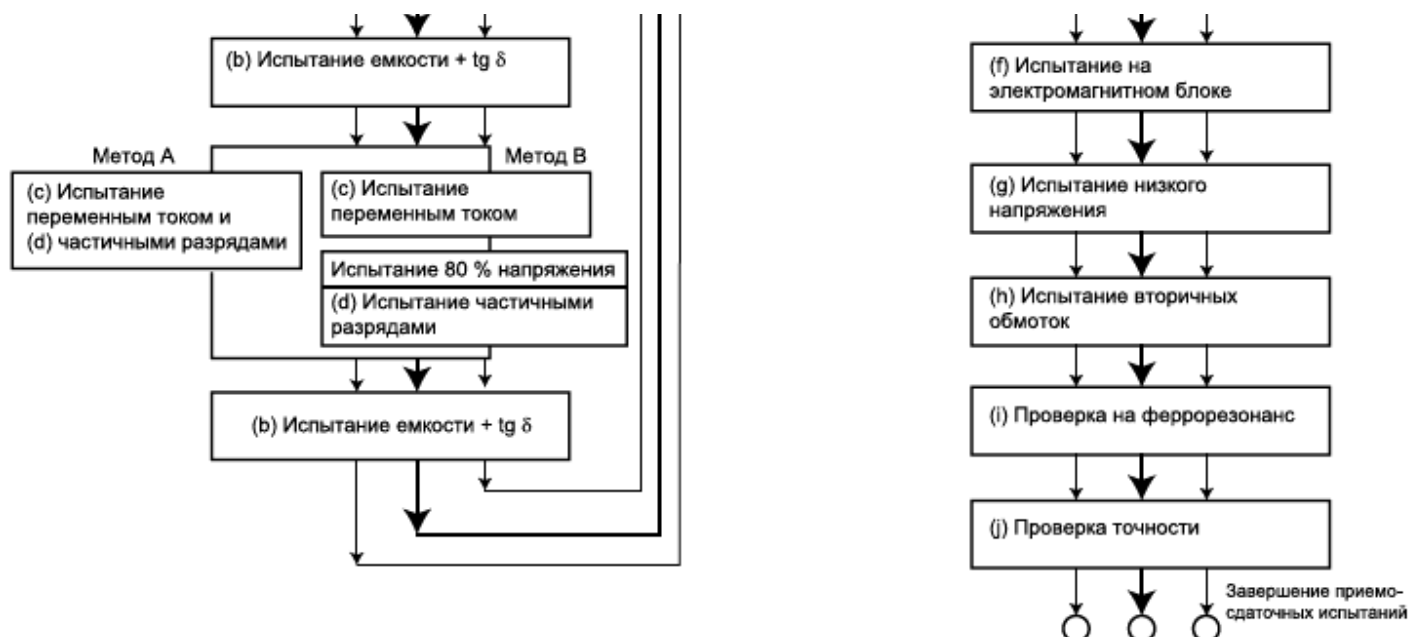 (b) Испытание емкости + tg δ
Метод А
(c) Испытание
переменным током и
(d) частичными разрядами
Метод В
(c) Испытание
переменным током
Испытание 80 % напряжения
(d) Испытание частичными
разрядами
(b) Испытание емкости + tg δ
(f) Испытание на
электромагнитном блоке
(g) Испытание низкого
напряжения
(h) Испытание вторичных
обмоток
(i) Проверка на феррорезонанс
(j) Проверка точности
Завершение приемо-
сдаточных испытаний